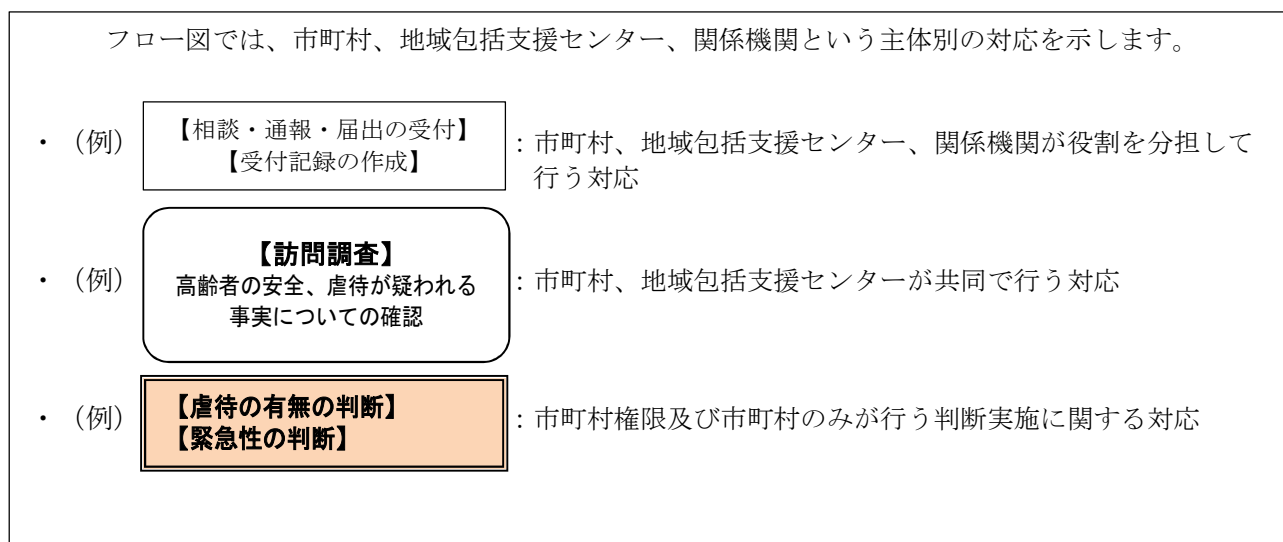 フロー図では、市町村、地域包括支援センター、関係機関という主体別の対応を示します。
・（例）
【相談・通報・届出の受付】
【受付記録の作成】
：市町村、地域包括支援センター、関係機関が役割を分担して
行う対応
・（例）
【訪問調査】
高齢者の安全、虐待が疑われる
事実についての確認
：市町村、地域包括支援センターが共同で行う対応
・（例）
【虐待の有無の判断】
【緊急性の判断】
：市町村権限及び市町村のみが行う判断実施に関する対応